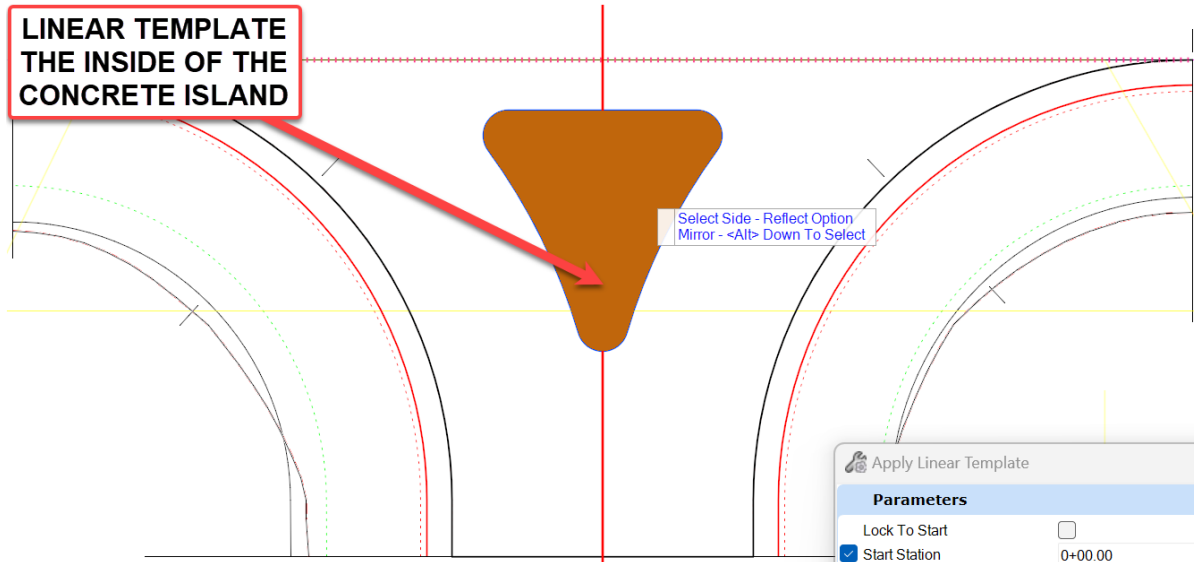 LINEAR TEMPLATE
THE INSIDE OF THE
CONCRETE ISLAND
Select Side - Reflect Option
Mirror - <Alt> Down To Select
Apply Linear Template
Parameters
Lock To Start
Start Station 0+00.00